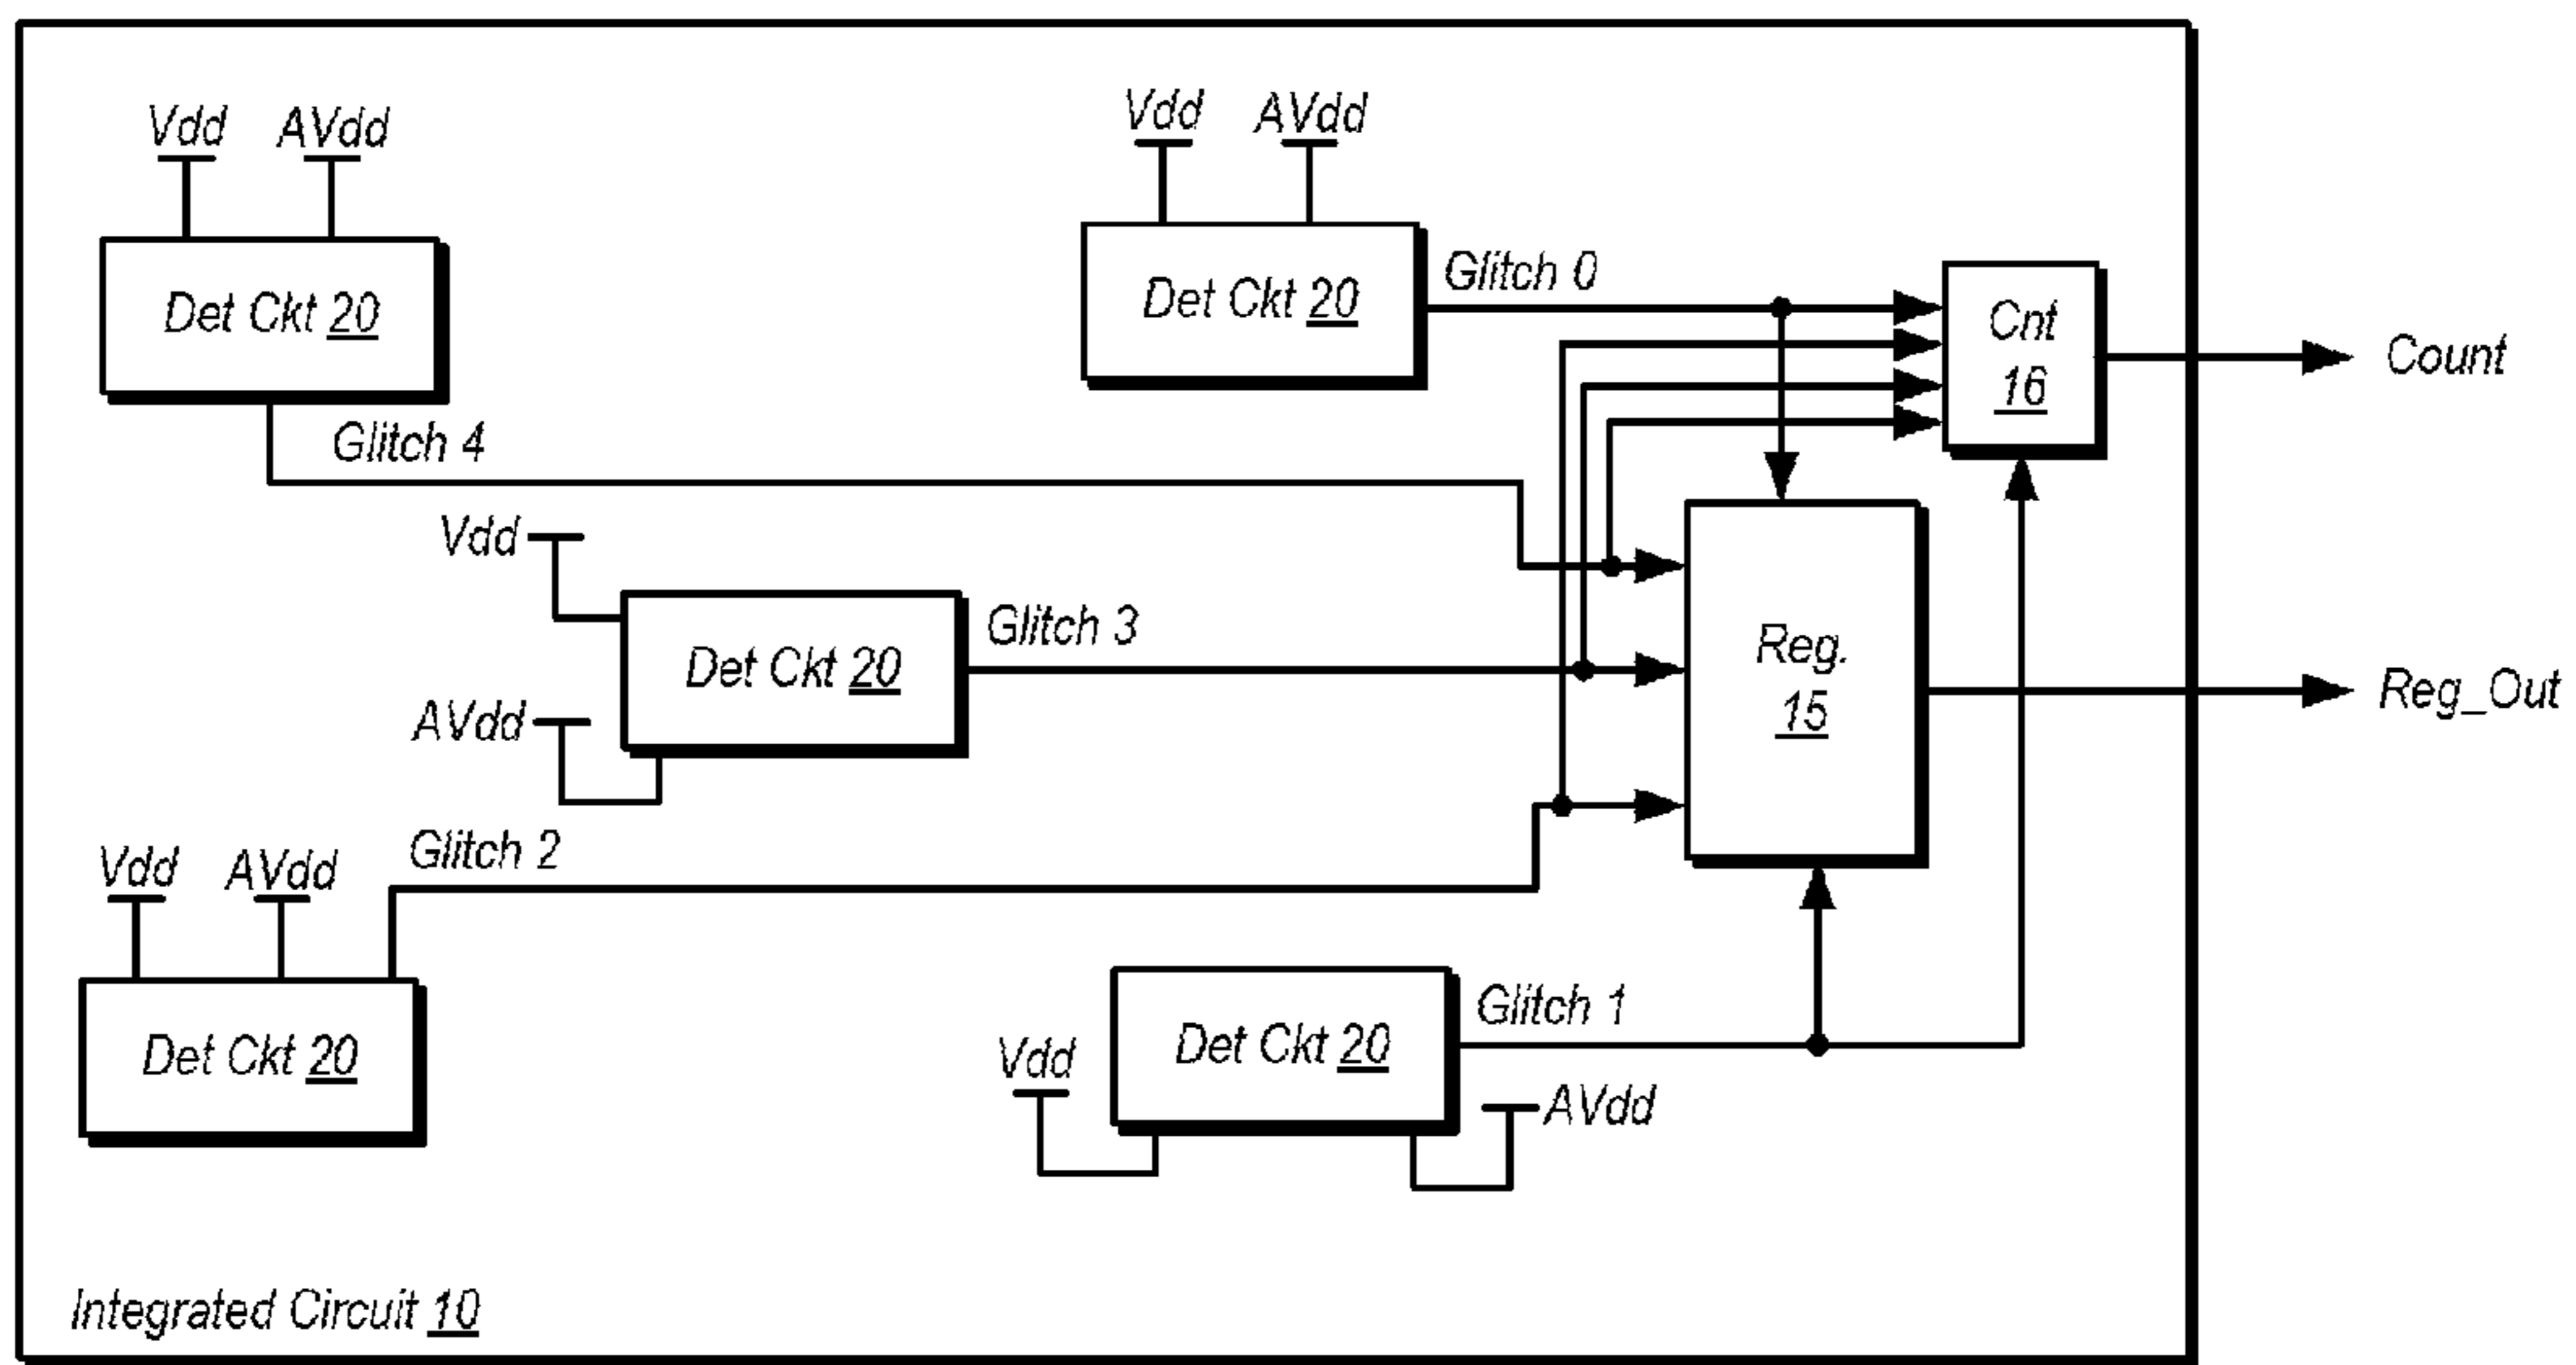 Vdd AVdd
Det Ckt 20
Glitch 4
Vdd AVdd
Det Ckt 20
Glitch 0
Cnt
16
Count
Vdd
AVdd
Det Ckt 20
Glitch 3
Reg.
15
Reg_Out
Vdd AVdd
Glitch 2
Det Ckt 20
Vdd
Det Ckt 20
Glitch 1
AVdd
Integrated Circuit 10